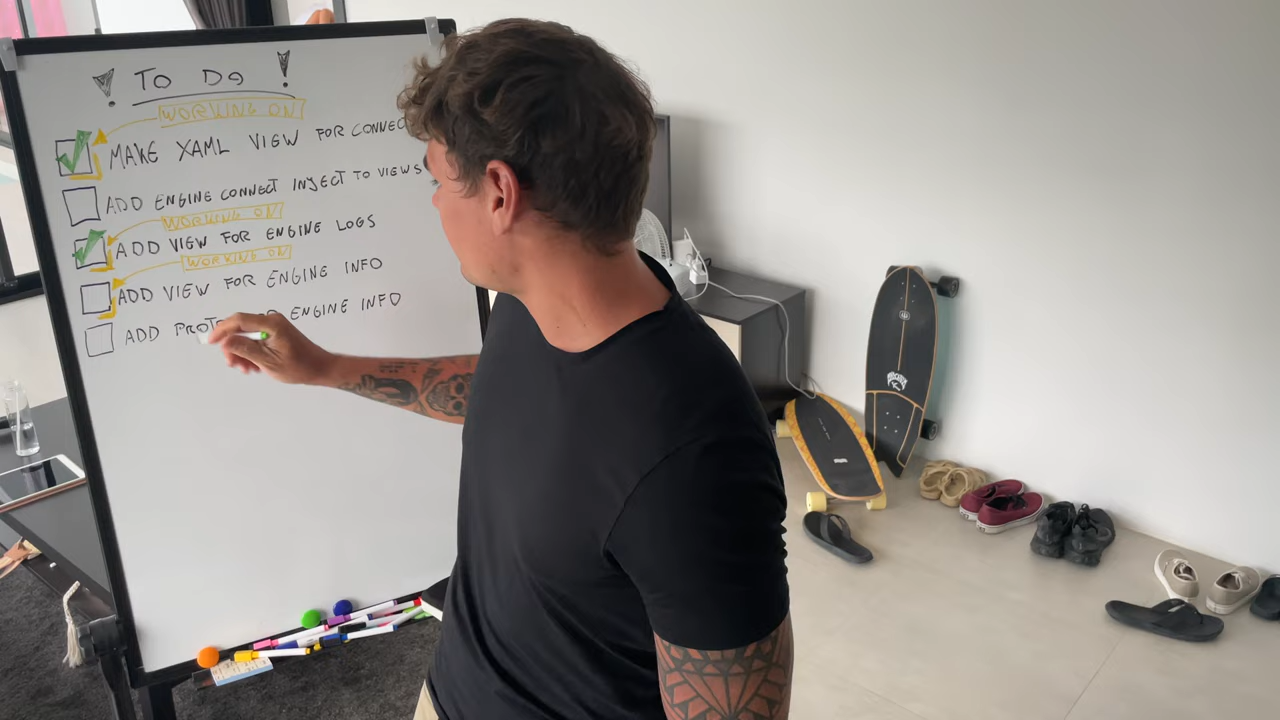 ! TO DO !
WORKING ON
MAKE XAML VIEW FOR
ADD ENGINE CONNECT INJECT TO VIEWS
WORKING ON
ADD VIEW FOR ENGINE LOGS
WORKING ON
ADD VIEW FOR ENGINE INFO
ADD ENGINE INFO